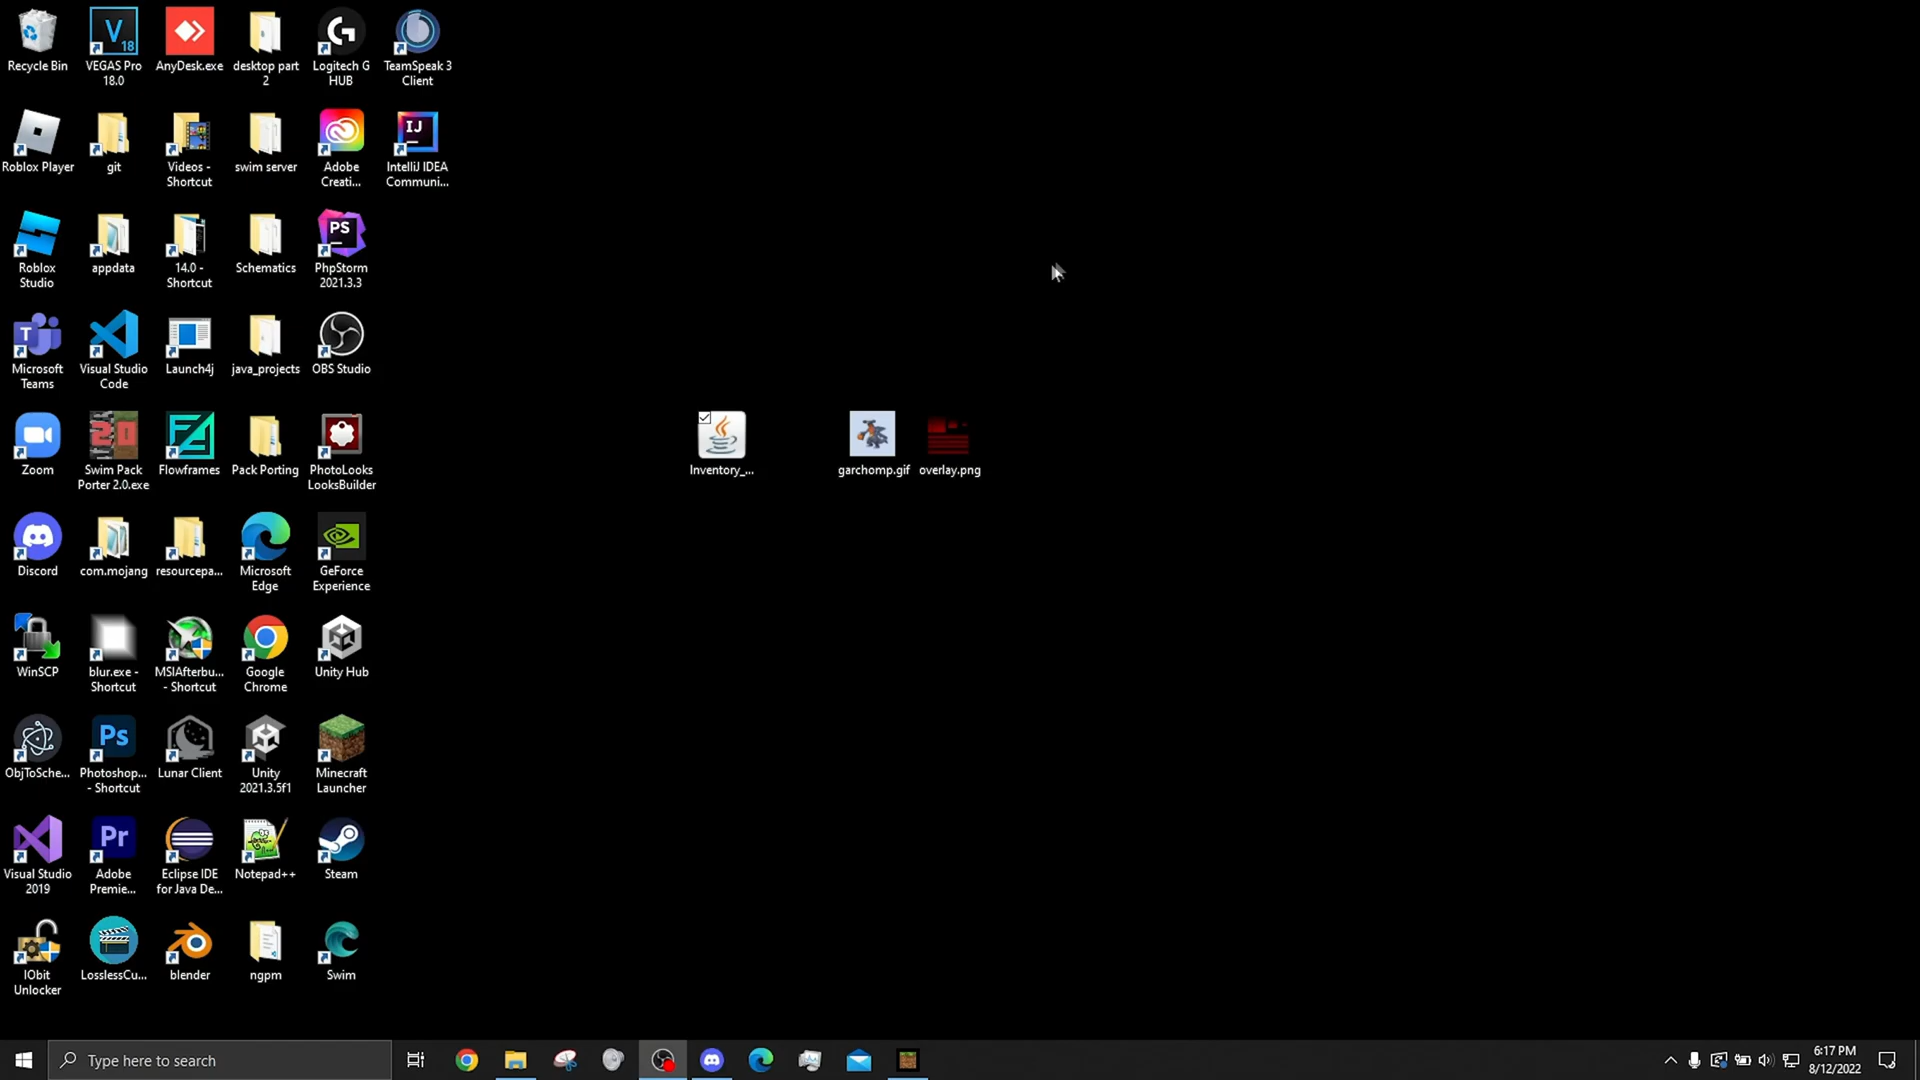 Recycle Bin
VEGAS Pro
18.0
AnyDesk.exe
desktop part
2
Logitech G
HUB
TeamSpeak 3
Client
Roblox Player
git
Videos -
Shortcut
swim server
Adobe
Creati...
IntelliJ IDEA
Communi...
Roblox
Studio
appdata
14.0 -
Shortcut
Schematics
PhpStorm
2021.3.3
Microsoft
Teams
Visual Studio
Code
Launch4j
java_projects
OBS Studio
Zoom
Swim Pack
Porter 2.0.exe
Flowframes
Pack Porting
PhotoLooks
LooksBuilder
Inventory_...
garchomp.gif
overlay.png
Discord
com.mojang
resourcepa...
Microsoft
Edge
GeForce
Experience
WinSCP
blur.exe -
Shortcut
MSIAfterbu...
- Shortcut
Google
Chrome
Unity Hub
ObjToSche...
Photoshop...
- Shortcut
Lunar Client
Unity
2021.3.5f1
Minecraft
Launcher
Visual Studio
2019
Adobe
Premie...
Eclipse IDE
for Java De...
Notepad++
Steam
IObit
Unlocker
LosslessCu...
blender
ngpm
Swim
Type here to search
6:17 PM
8/12/2022